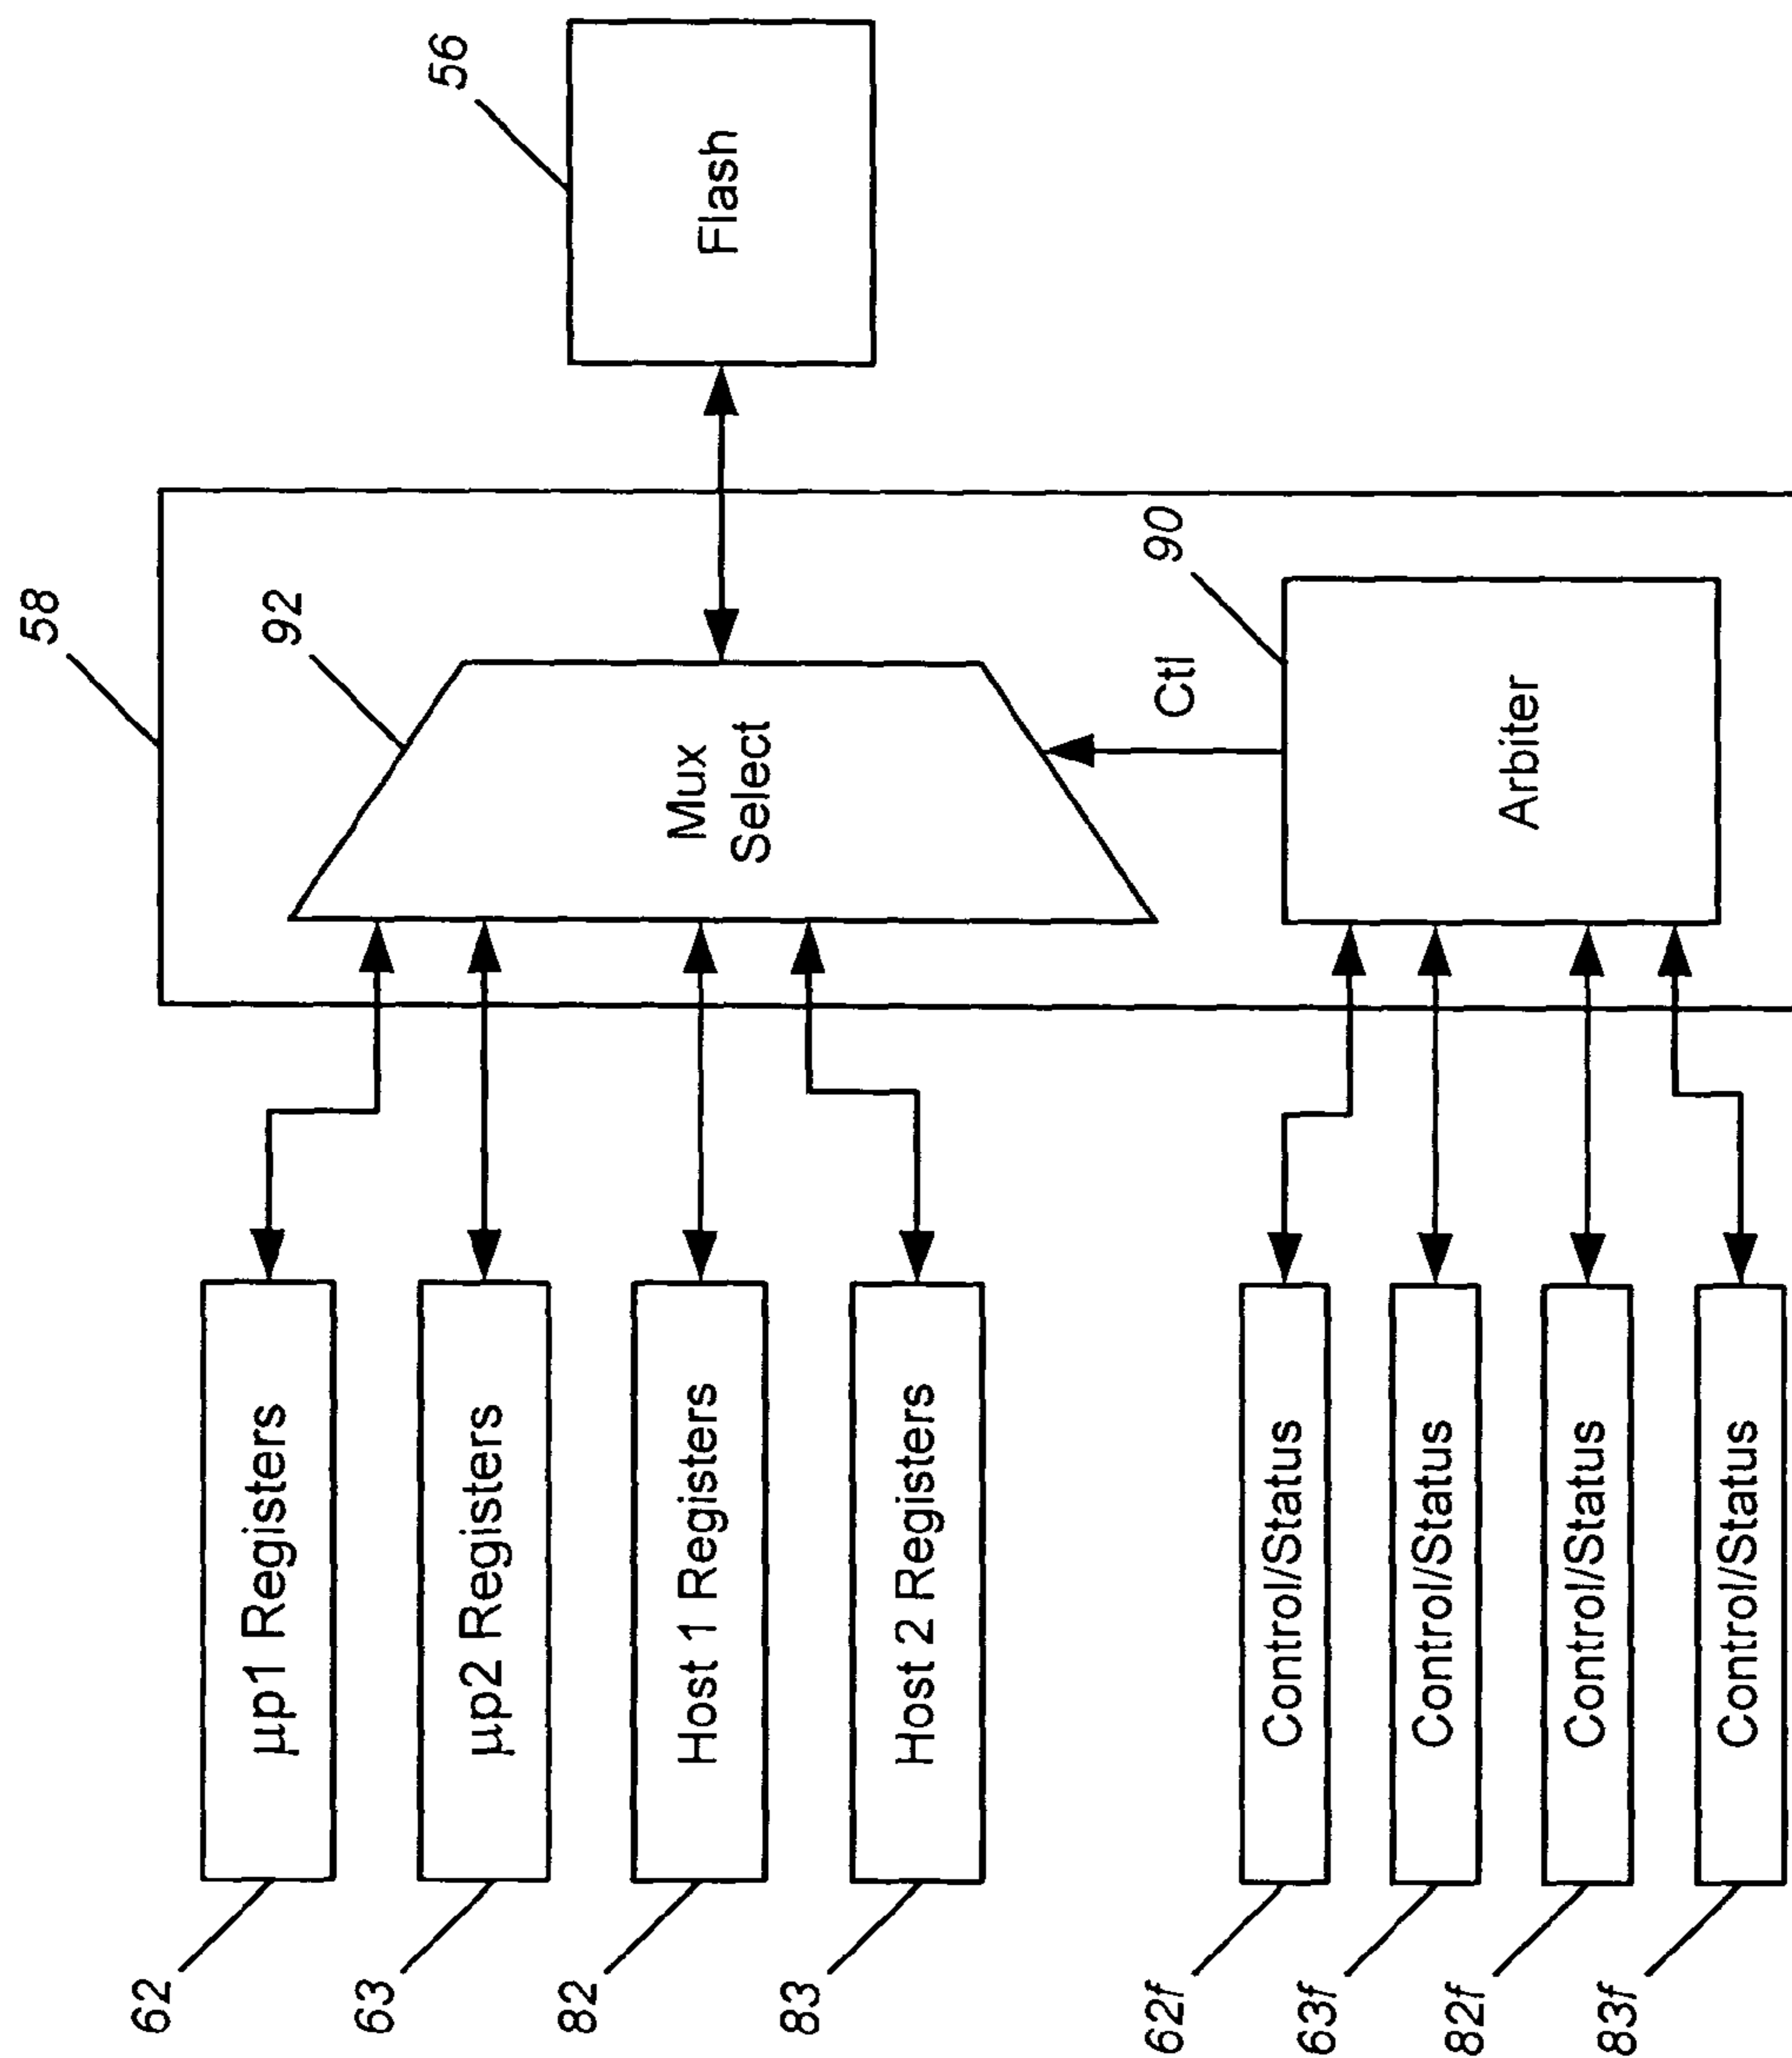 62
µp1 Registers
63
µp2 Registers
82
Host 1 Registers
83
Host 2 Registers
62f
Control/Status
63f
Control/Status
82f
Control/Status
83f
Control/Status
58
92
Mux
Select
Ctl
90
Arbiter
56
Flash